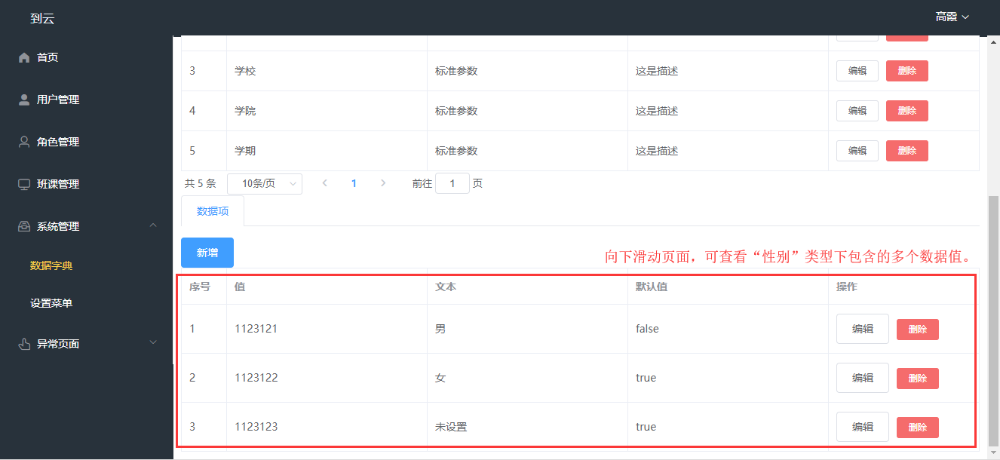 到云
高霞
首页
用户管理
角色管理
班课管理
系统管理
数据字典
设置菜单
异常页面
3 学校 标准参数 这是描述 编辑 删除
4 学院 标准参数 这是描述 编辑 删除
5 学期 标准参数 这是描述 编辑 删除
共 5 条 10条/页 1 前往 1 页
数据项
新增
向下滑动页面，可查看“性别”类型下包含的多个数据值。
序号 值 文本 默认值 操作
1 1123121 男 false 编辑 删除
2 1123122 女 true 编辑 删除
3 1123123 未设置 true 编辑 删除